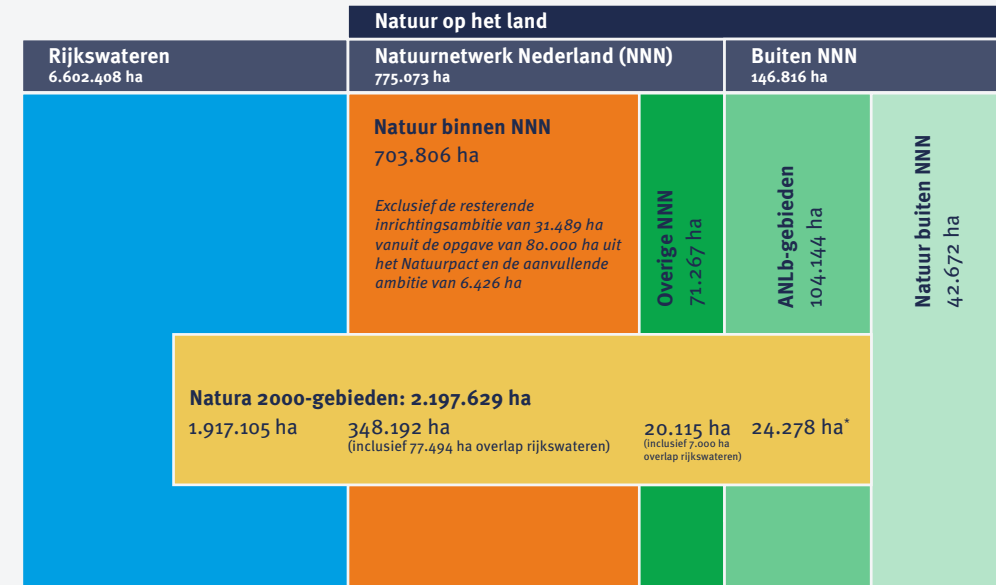 Natuur op het land
Rijkswateren
6.602.408 ha
Natuurnetwerk Nederland (NNN)
775.073 ha
Buiten NNN
146.816 ha
Natuur binnen NNN
703.806 ha
Exclusief de resterende
inrichtingsambitie van 31.489 ha
vanuit de opgave van 80.000 ha uit
het Natuurpact en de aanvullende
ambitie van 6.426 ha
Overige NNN
71.267 ha
ANLb-gebieden
104.144 ha
Natuur buiten NNN
42.672 ha
Natura 2000-gebieden: 2.197.629 ha
1.917.105 ha
348.192 ha
(inclusief 77.494 ha overlap rijkswateren)
20.115 ha
(inclusief 7.000 ha
overlap rijkswateren)
24.278 ha*